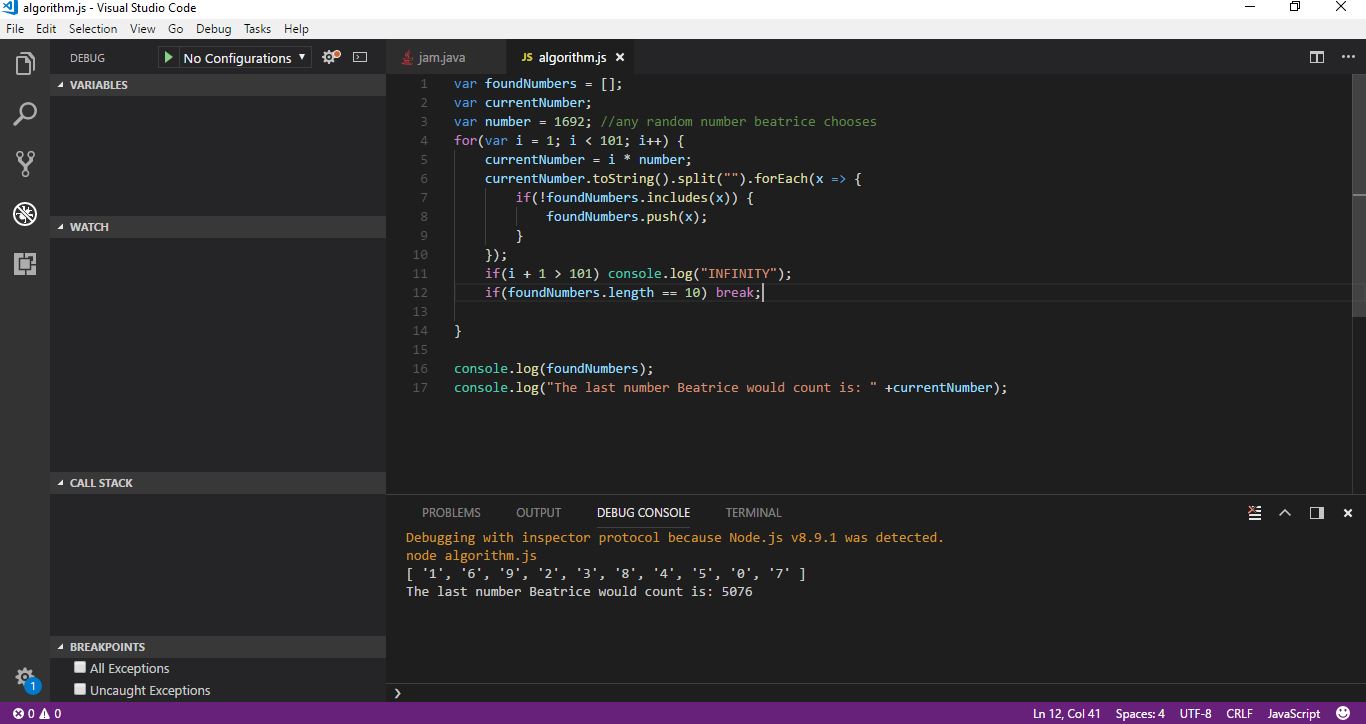 algorithm.js - Visual Studio Code
File Edit Selection View Go Debug Tasks Help
DEBUG No Configurations
jam.java JS algorithm.js
VARIABLES
WATCH
CALL STACK
BREAKPOINTS
All Exceptions
Uncaught Exceptions
1
1 var foundNumbers = [];
2 var currentNumber;
3 var number = 1692; //any random number beatrice chooses
4 for(var i = 1; i < 101; i++) {
5 currentNumber = i * number;
6 currentNumber.toString().split("").forEach(x => {
7 if(!foundNumbers.includes(x)) {
8 foundNumbers.push(x);
9 }
10 });
11 if(i + 1 > 101) console.log("INFINITY");
12 if(foundNumbers.length == 10) break;
13
14 }
15
16 console.log(foundNumbers);
17 console.log("The last number Beatrice would count is: " +currentNumber);
PROBLEMS OUTPUT DEBUG CONSOLE TERMINAL
Debugging with inspector protocol because Node.js v8.9.1 was detected.
node algorithm.js
[ '1', '6', '9', '2', '3', '8', '4', '5', '0', '7' ]
The last number Beatrice would count is: 5076
0 0 Ln 12, Col 41 Spaces: 4 UTF-8 CRLF JavaScript